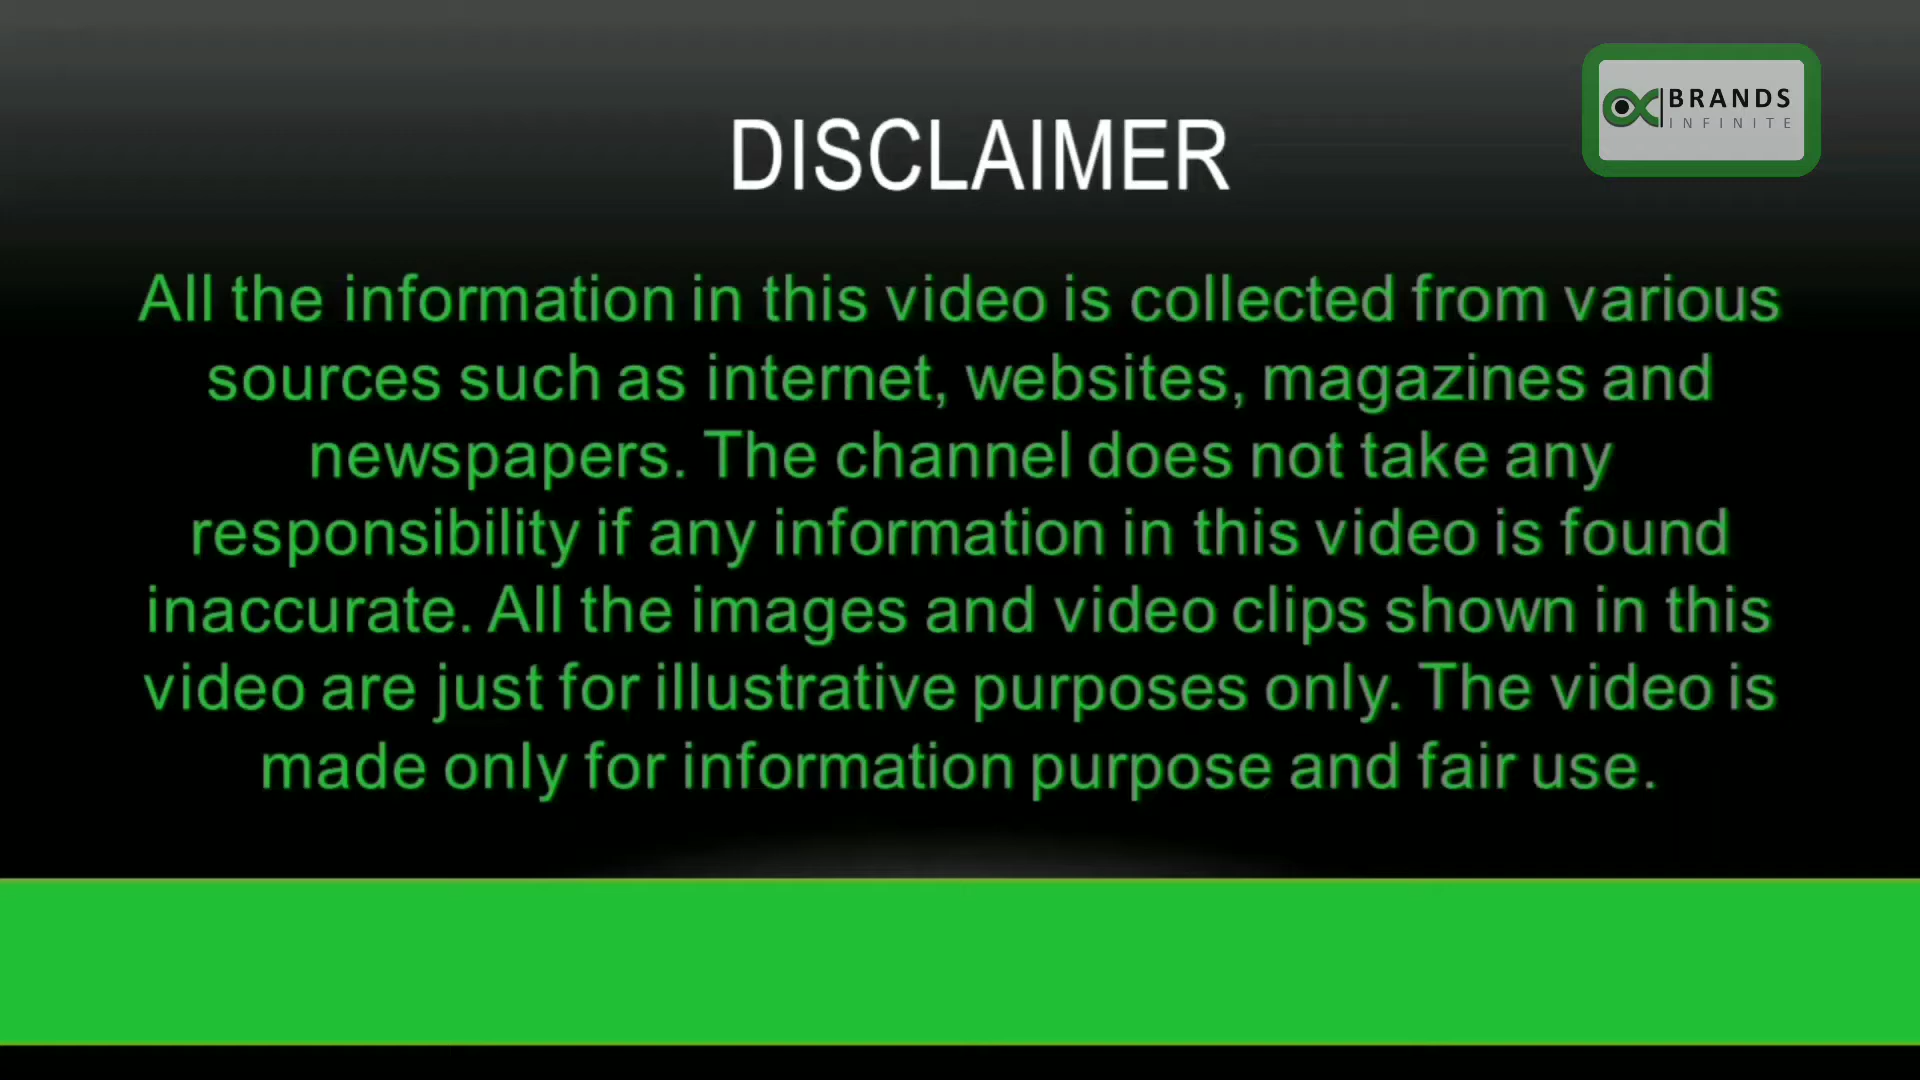 BRANDS
INFINITE
DISCLAIMER
All the information in this video is collected from various
sources such as internet, websites, magazines and
newspapers. The channel does not take any
responsibility if any information in this video is found
inaccurate. All the images and video clips shown in this
video are just for illustrative purposes only. The video is
made only for information purpose and fair use.